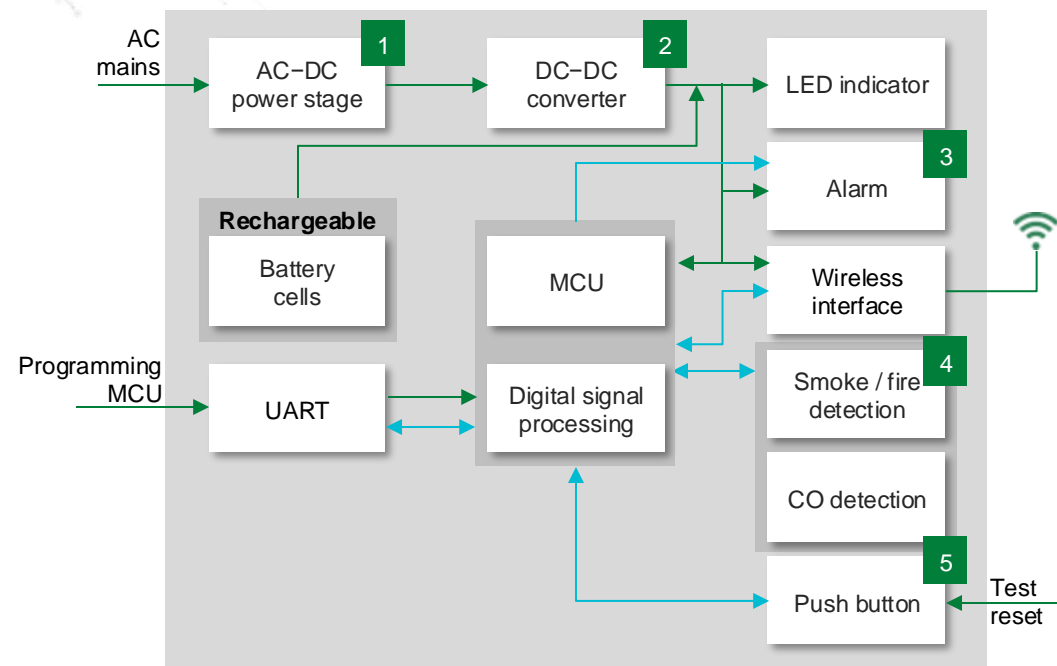 AC
mains
1
AC−DC
power stage
2
DC−DC
converter
LED indicator
3
Alarm
Rechargeable
Battery
cells
MCU
Wireless
interface
Programming
MCU
UART
Digital signal
processing
4
Smoke / fire
detection
CO detection
5
Push button
Test
reset